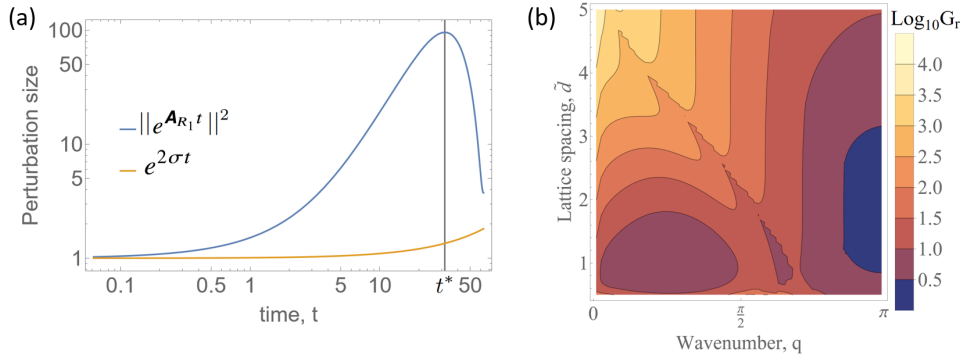 (a)
Perturbation size
100
50
10
5
1
||e^{A_{R_1} t}||^2
e^{2σt}
0.1
0.5
1
5
10
t*
50
time, t
(b)
Lattice spacing, d̃
5
4
3
2
1
0
π/2
π
Wavenumber, q
Log₁₀G_r
4.0
3.5
3.0
2.5
2.0
1.5
1.0
0.5